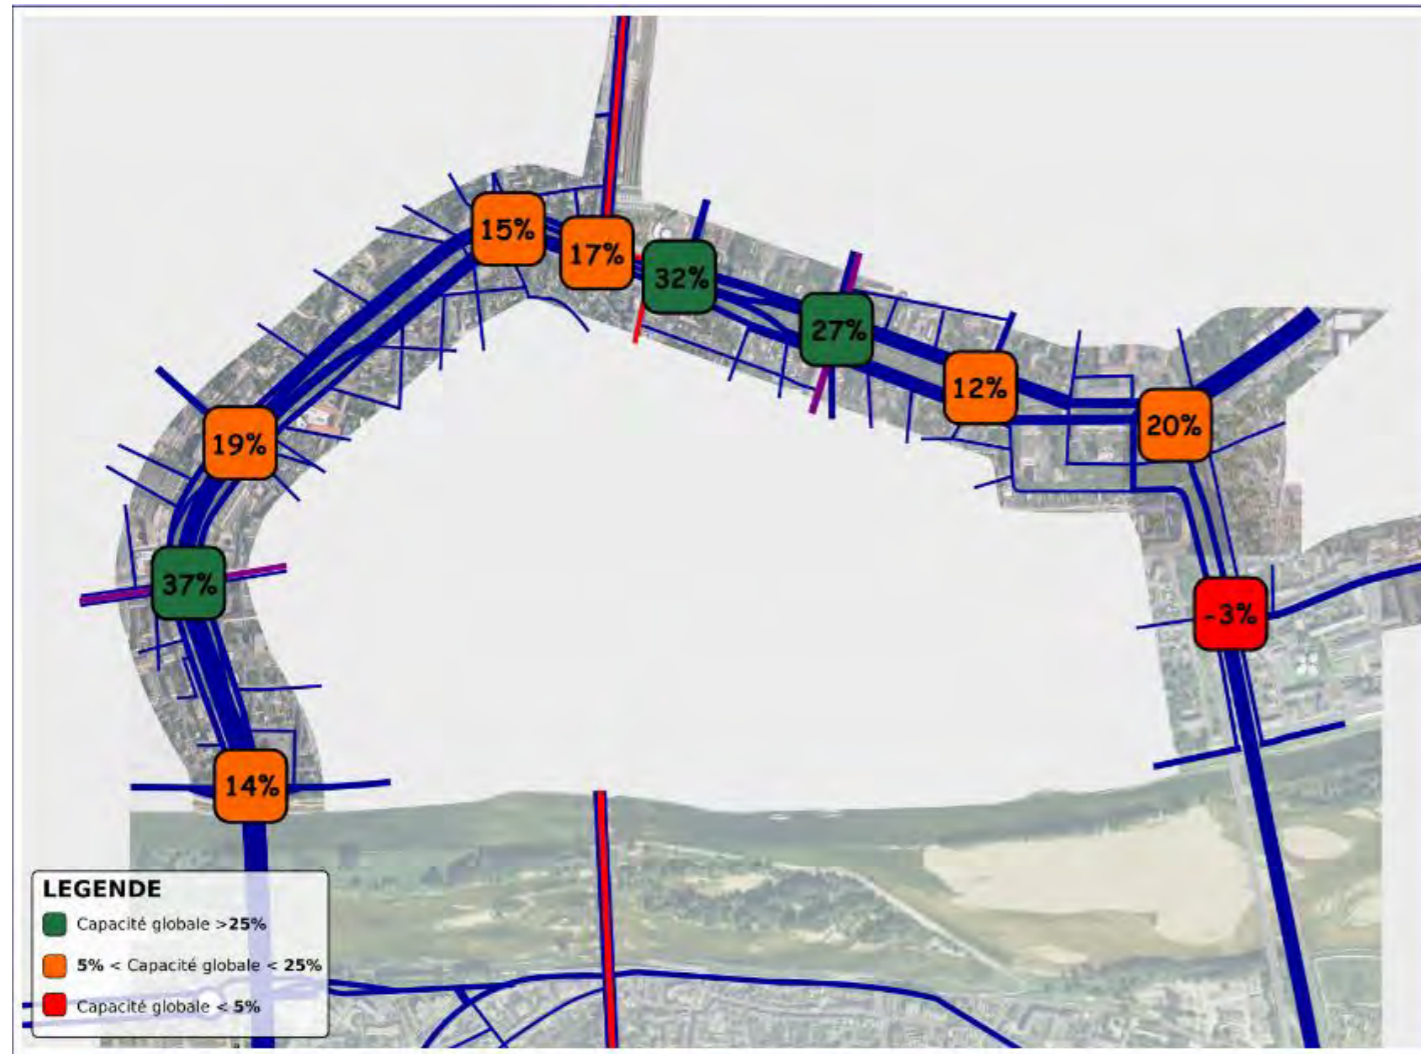 15%
17%
32%
27%
12%
20%
19%
37%
-3%
14%
LEGENDE
Capacité globale >25%
5% < Capacité globale < 25%
Capacité globale < 5%